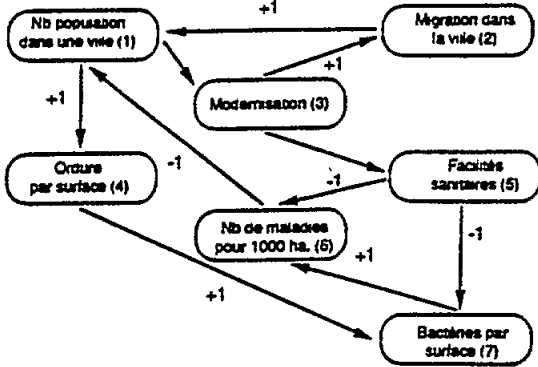 +1
Nb population
dans une ville (1)
Migration dans
la ville (2)
+1
+1
Modernisation (3)
-1
Ordure
par surface (4)
-1
Facilités
sanitaires (5)
Nb de maladies
pour 1000 ha. (6)
-1
+1
+1
Bactéries par
surface (7)